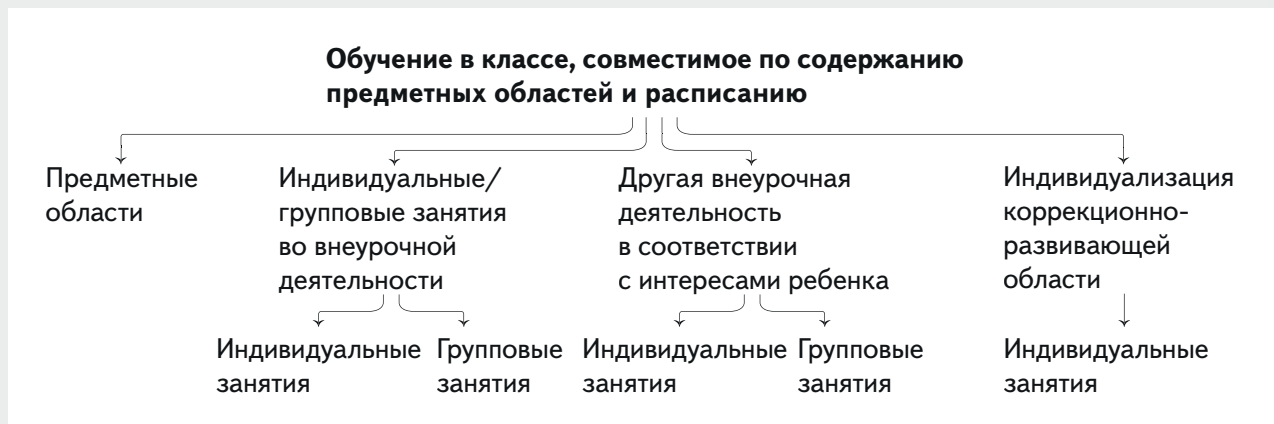 Обучение в классе, совместимое по содержанию
предметных областей и расписанию
Предметные
области
Индивидуальные/
групповые занятия
во внеурочной
деятельности
Другая внеурочная
деятельность
в соответствии
с интересами ребенка
Индивидуализация
коррекционно-
развивающей
области
Индивидуальные
занятия
Групповые
занятия
Индивидуальные
занятия
Групповые
занятия
Индивидуальные
занятия